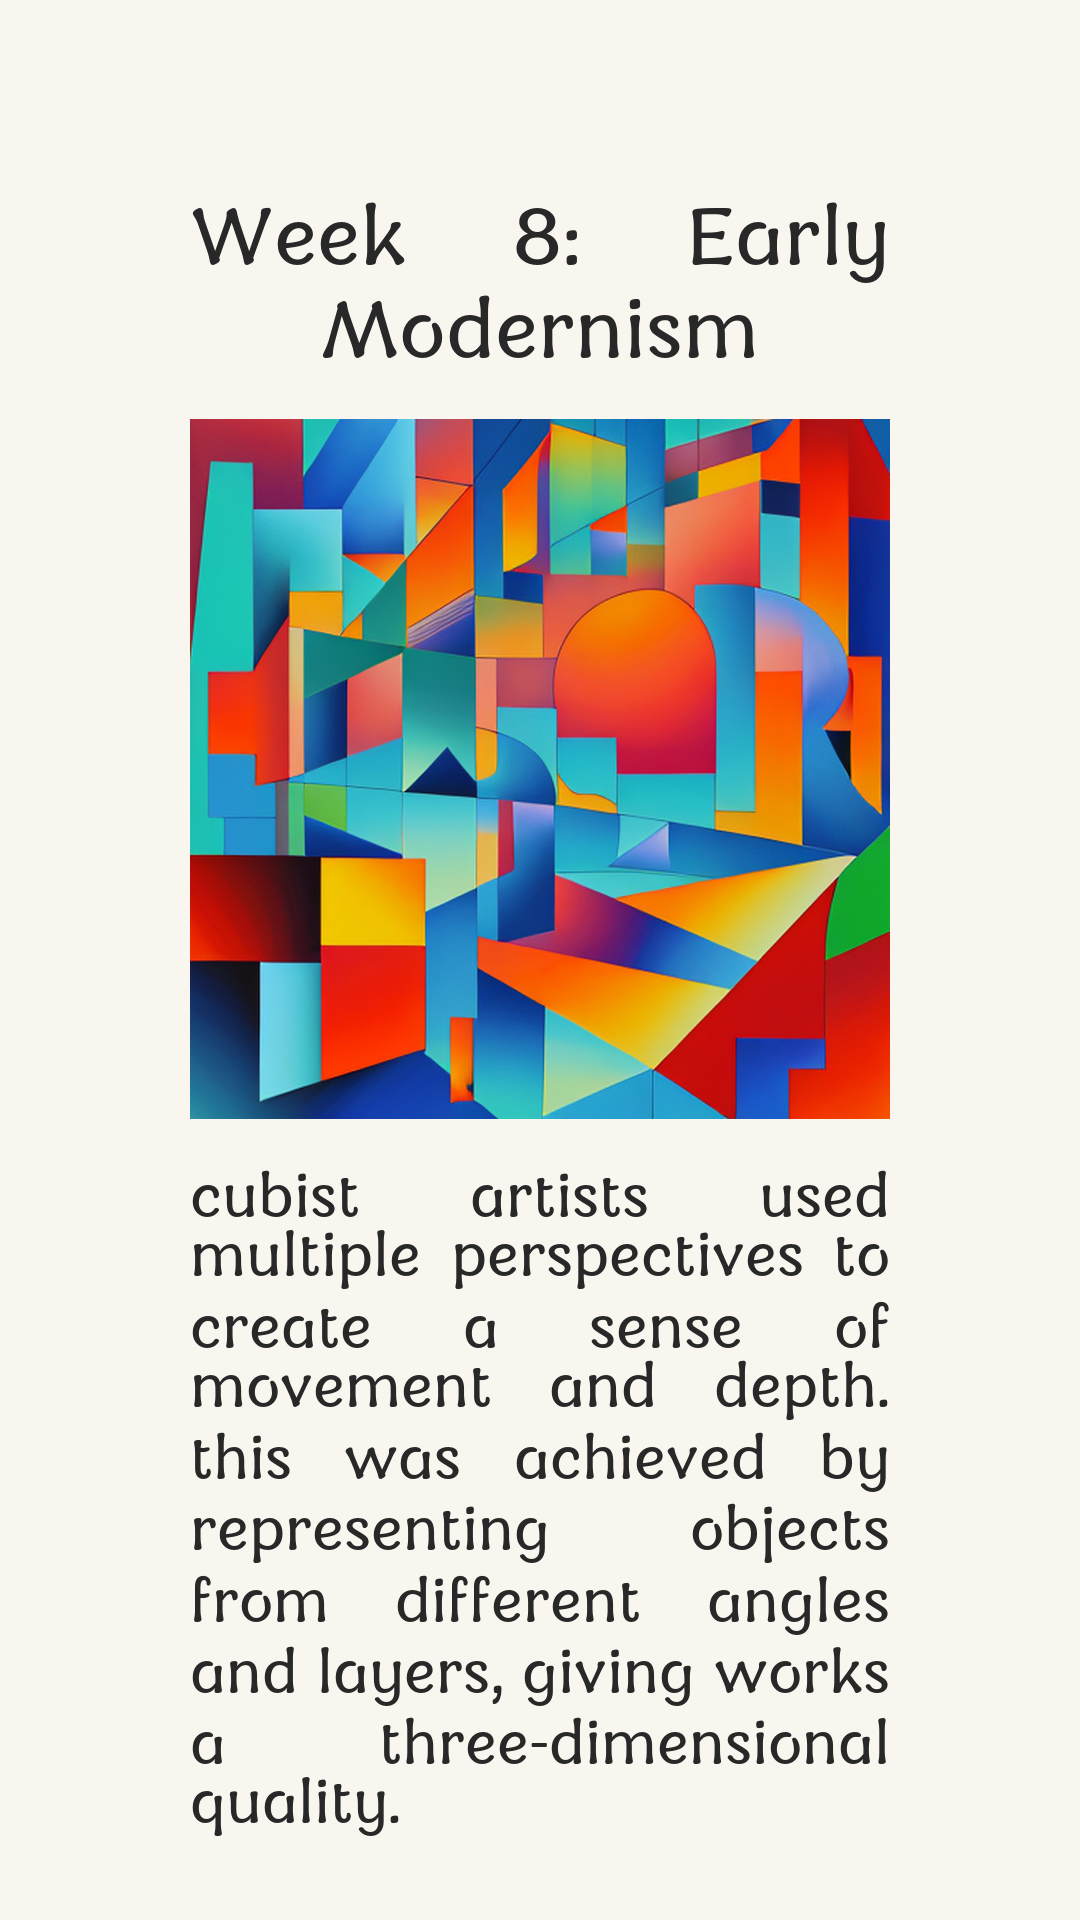 Week 8: Early
Modernism
cubist artists used
multiple perspectives to
create a sense of
movement and depth.
this was achieved by
representing objects
from different angles
and layers, giving works
a three-dimensional
quality.